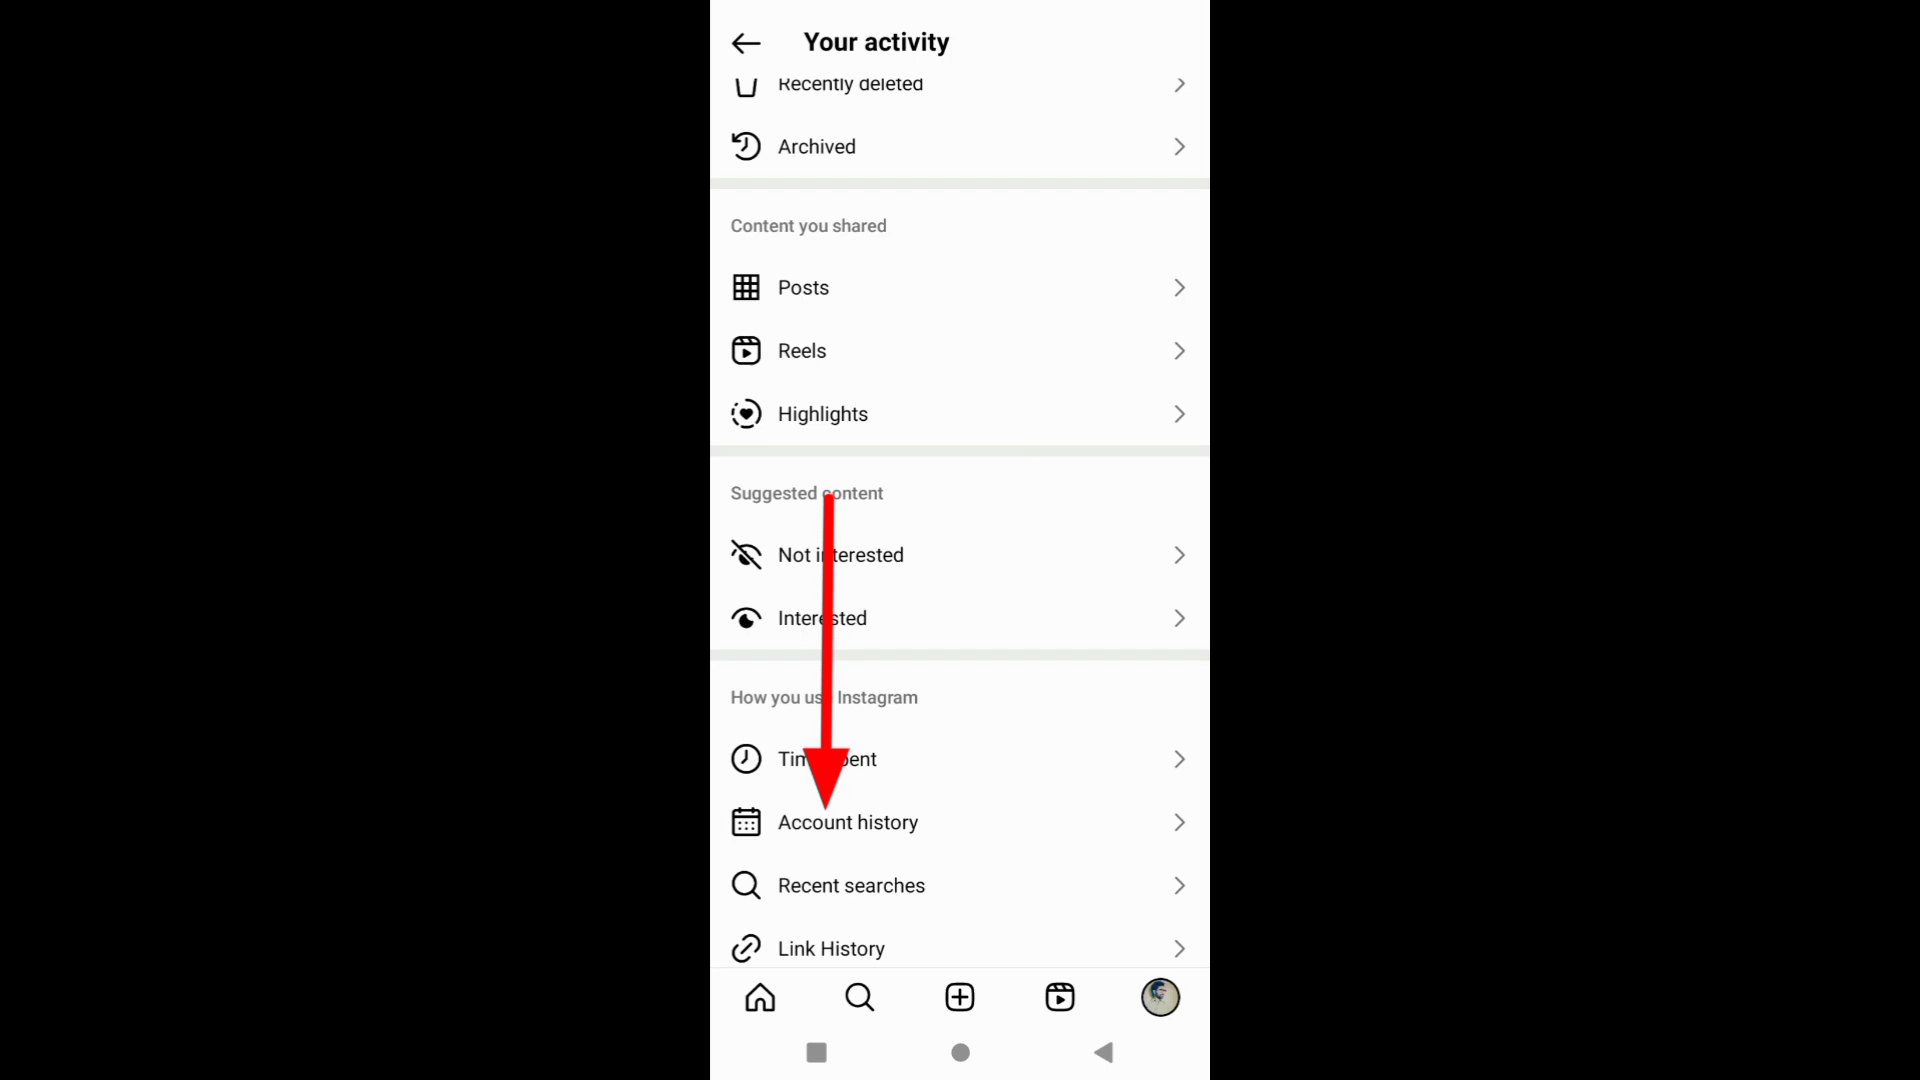 Your activity
Recently deleted
Archived
Content you shared
Posts
Reels
Highlights
Suggested content
Not interested
Interested
How you use Instagram
Time spent
Account history
Recent searches
Link History